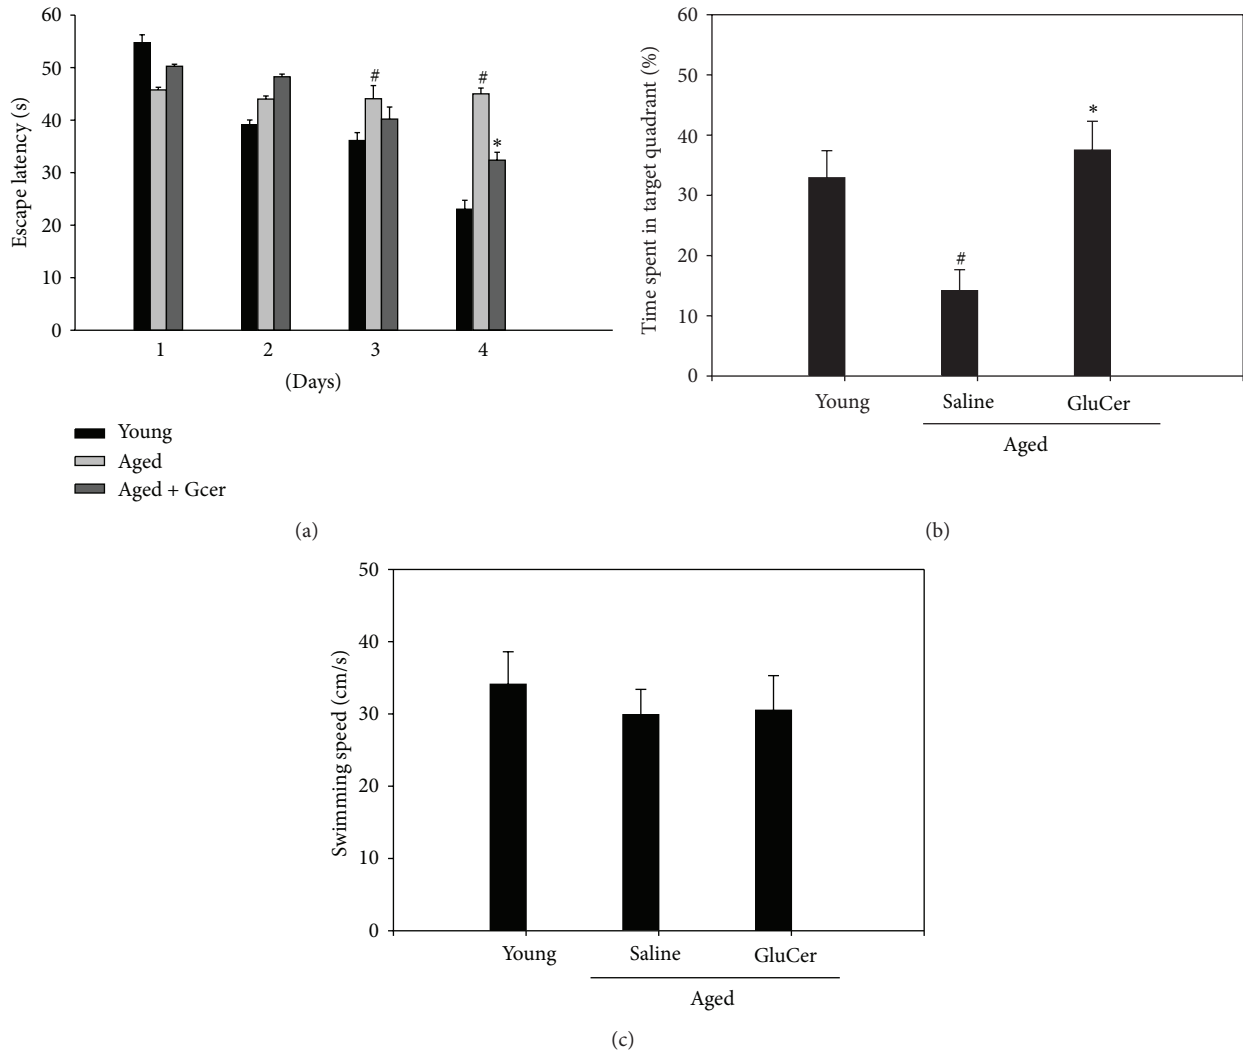 60
50
40
30
20
10
0
Escape latency (s)
#
#
*
1 2 3 4
(Days)
Young
Aged
Aged + Gcer
(a)
60
50
40
30
20
10
0
Time spent in target quadrant (%)
#
*
Young Saline GluCer
Aged
(b)
50
40
30
20
10
0
Swimming speed (cm/s)
Young Saline GluCer
Aged
(c)